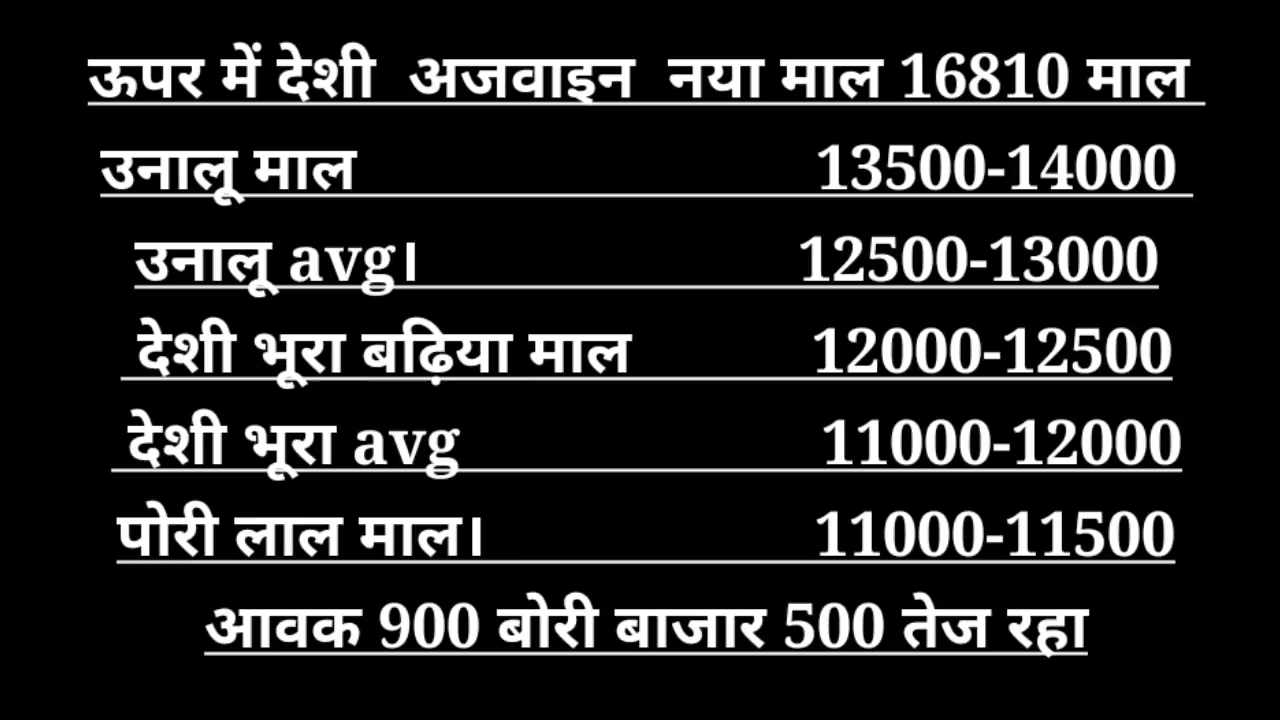 ऊपर में देशी अजवाइन नया माल 16810 माल
उनालू माल 13500-14000
उनालू avg। 12500-13000
देशी भूरा बढ़िया माल 12000-12500
देशी भूरा avg 11000-12000
पोरी लाल माल। 11000-11500
आवक 900 बोरी बाजार 500 तेज रहा